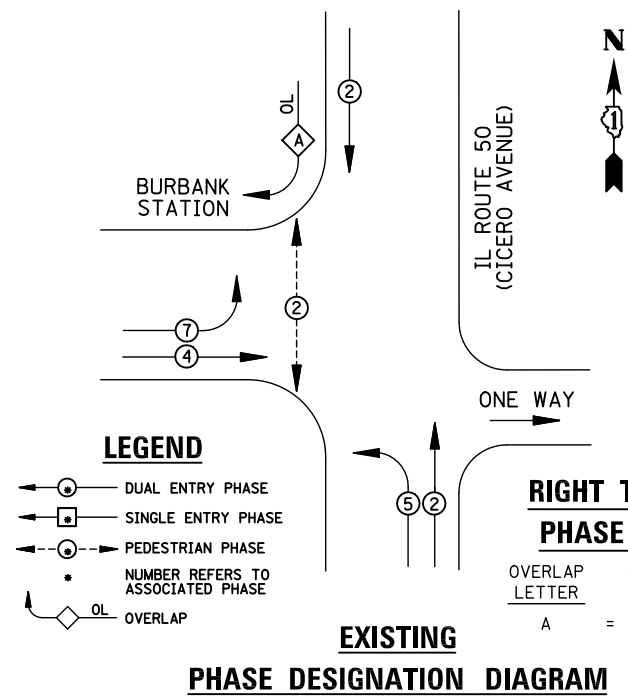 N
1
2
OL
A
BURBANK
STATION
IL ROUTE 50
(CICERO AVENUE)
2
7
4
ONE WAY
5 2
LEGEND
* DUAL ENTRY PHASE
* SINGLE ENTRY PHASE
* PEDESTRIAN PHASE
* NUMBER REFERS TO
ASSOCIATED PHASE
OL OVERLAP
RIGHT T
PHASE
OVERLAP
LETTER
A =
EXISTING
PHASE DESIGNATION DIAGRAM